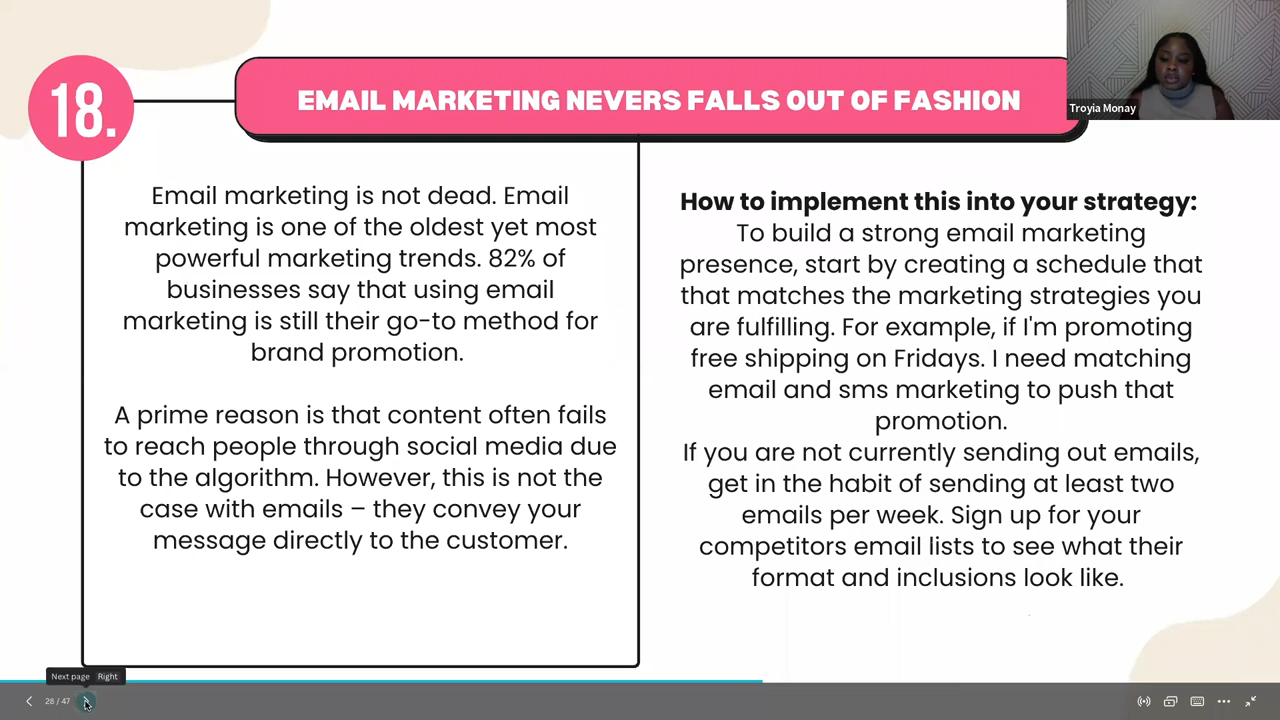 18.
EMAIL MARKETING NEVERS FALLS OUT OF FASHION
Troyia Monay
Email marketing is not dead. Email
marketing is one of the oldest yet most
powerful marketing trends. 82% of
businesses say that using email
marketing is still their go-to method for
brand promotion.
A prime reason is that content often fails
to reach people through social media due
to the algorithm. However, this is not the
case with emails – they convey your
message directly to the customer.
How to implement this into your strategy:
To build a strong email marketing
presence, start by creating a schedule that
that matches the marketing strategies you
are fulfilling. For example, if I'm promoting
free shipping on Fridays. I need matching
email and sms marketing to push that
promotion.
If you are not currently sending out emails,
get in the habit of sending at least two
emails per week. Sign up for your
competitors email lists to see what their
format and inclusions look like.
Next page Right
28 / 47